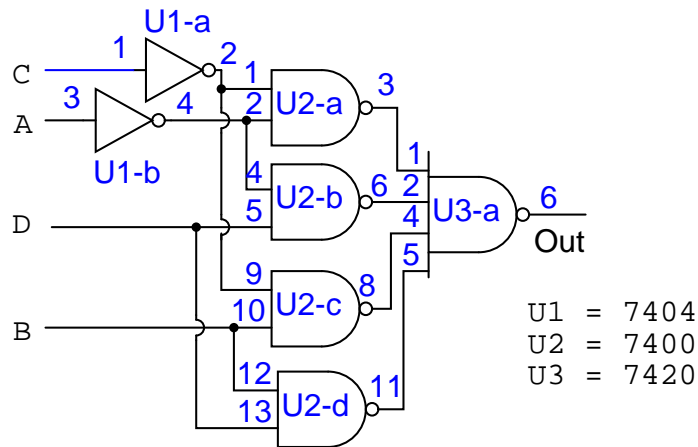 U1-a
1 2
C
1 3
2 U2-a
3 4
A
U1-b
1
4 6 2 6
U2-b U3-a
5 4
D
Out
5
9 8
U2-c
10
B
U1 = 7404
U2 = 7400
U3 = 7420
12 11
U2-d
13